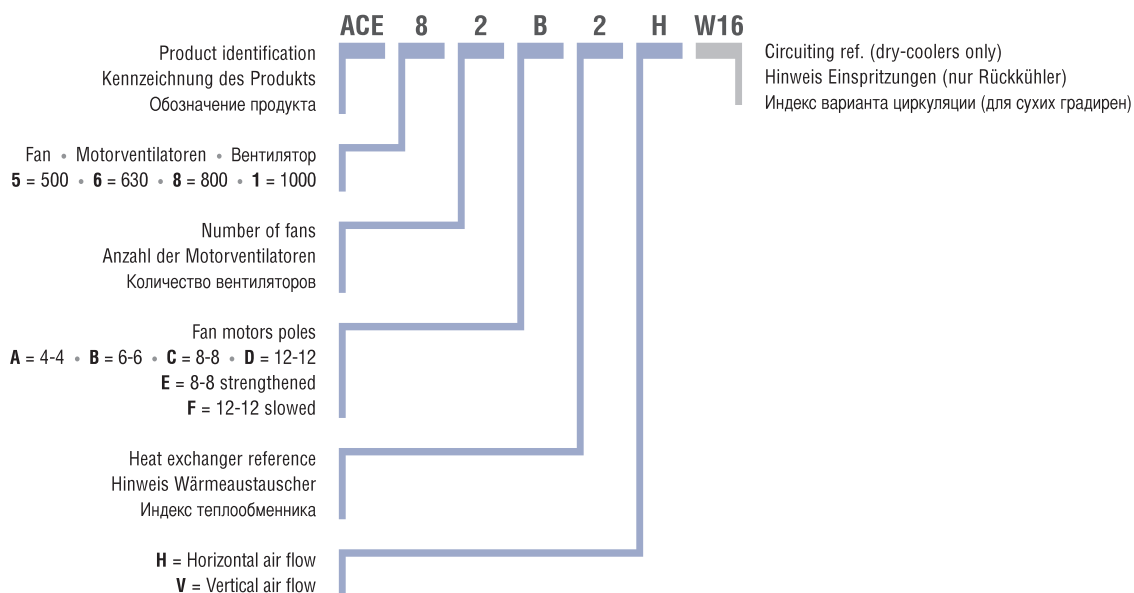 ACE 8 2 B 2 H W16
Product identification
Kennzeichnung des Produkts
Обозначение продукта
Circuiting ref. (dry-coolers only)
Hinweis Einspritzungen (nur Rückkühler)
Индекс варианта циркуляции (для сухих градирен)
Fan • Motorventilatoren • Вентилятор
5 = 500 • 6 = 630 • 8 = 800 • 1 = 1000
Number of fans
Anzahl der Motorventilatoren
Количество вентиляторов
Fan motors poles
A = 4-4 • B = 6-6 • C = 8-8 • D = 12-12
E = 8-8 strengthened
F = 12-12 slowed
Heat exchanger reference
Hinweis Wärmeaustauscher
Индекс теплообменника
H = Horizontal air flow
V = Vertical air flow